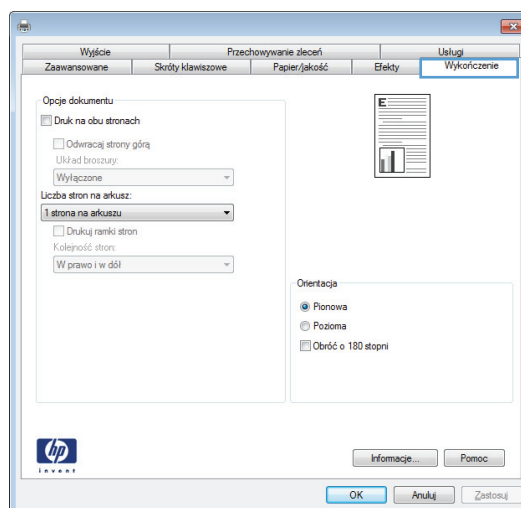 Wyjście Przechowywanie zleceń Usługi
Zaawansowane Skróty klawiszowe Papier/jakość Efekty Wykończenie
Opcje dokumentu
Druk na obu stronach
Odwracaj strony górą
Układ broszury:
Wyłączone
Liczba stron na arkusz:
1 strona na arkuszu
Drukuj ramki stron
Kolejność stron:
W prawo i w dół
E
Orientacja
Pionowa
Pozioma
Obróć o 180 stopni
hp
invent
Informacje... Pomoc
OK Anuluj Zastosuj